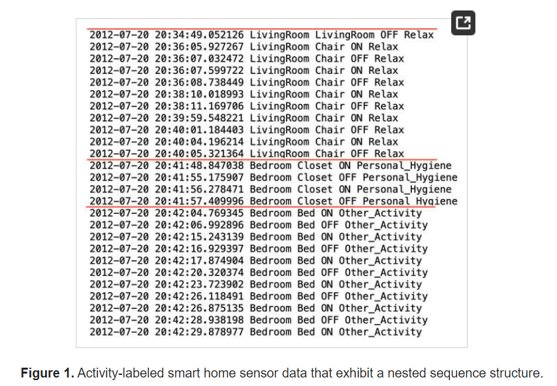 2012-07-20 20:34:49.052126 LivingRoom LivingRoom OFF Relax
2012-07-20 20:36:05.927267 LivingRoom Chair ON Relax
2012-07-20 20:36:07.032472 LivingRoom Chair OFF Relax
2012-07-20 20:36:07.599722 LivingRoom Chair ON Relax
2012-07-20 20:36:08.738449 LivingRoom Chair OFF Relax
2012-07-20 20:38:10.018993 LivingRoom Chair ON Relax
2012-07-20 20:38:11.169706 LivingRoom Chair OFF Relax
2012-07-20 20:39:59.548221 LivingRoom Chair ON Relax
2012-07-20 20:40:01.184403 LivingRoom Chair OFF Relax
2012-07-20 20:40:04.196214 LivingRoom Chair ON Relax
2012-07-20 20:40:05.321364 LivingRoom Chair OFF Relax
2012-07-20 20:41:48.847038 Bedroom Closet ON Personal_Hygiene
2012-07-20 20:41:55.175907 Bedroom Closet OFF Personal_Hygiene
2012-07-20 20:41:56.278471 Bedroom Closet ON Personal_Hygiene
2012-07-20 20:41:57.409996 Bedroom Closet OFF Personal Hygiene
2012-07-20 20:42:04.769345 Bedroom Bed ON Other_Activity
2012-07-20 20:42:06.992896 Bedroom Bed OFF Other_Activity
2012-07-20 20:42:15.243139 Bedroom Bed ON Other_Activity
2012-07-20 20:42:16.929397 Bedroom Bed OFF Other_Activity
2012-07-20 20:42:17.874904 Bedroom Bed ON Other_Activity
2012-07-20 20:42:20.320374 Bedroom Bed OFF Other_Activity
2012-07-20 20:42:23.723902 Bedroom Bed ON Other_Activity
2012-07-20 20:42:26.118491 Bedroom Bed OFF Other_Activity
2012-07-20 20:42:26.875135 Bedroom Bed ON Other_Activity
2012-07-20 20:42:28.938198 Bedroom Bed OFF Other_Activity
2012-07-20 20:42:29.878977 Bedroom Bed ON Other_Activity
Figure 1. Activity-labeled smart home sensor data that exhibit a nested sequence structure.